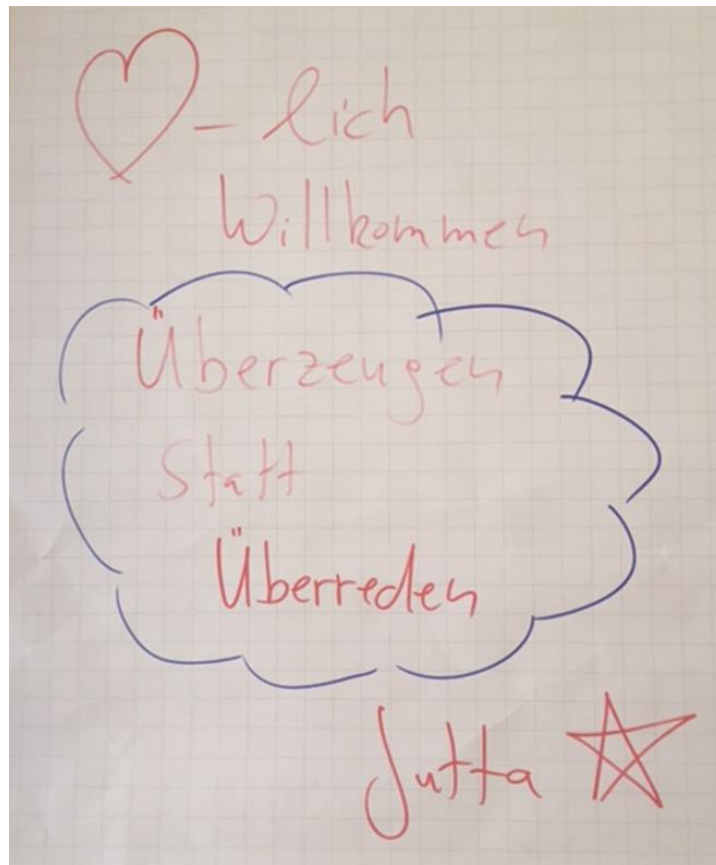 -lich
Willkommen
Überzeugen
Statt
Überreden
Jutta